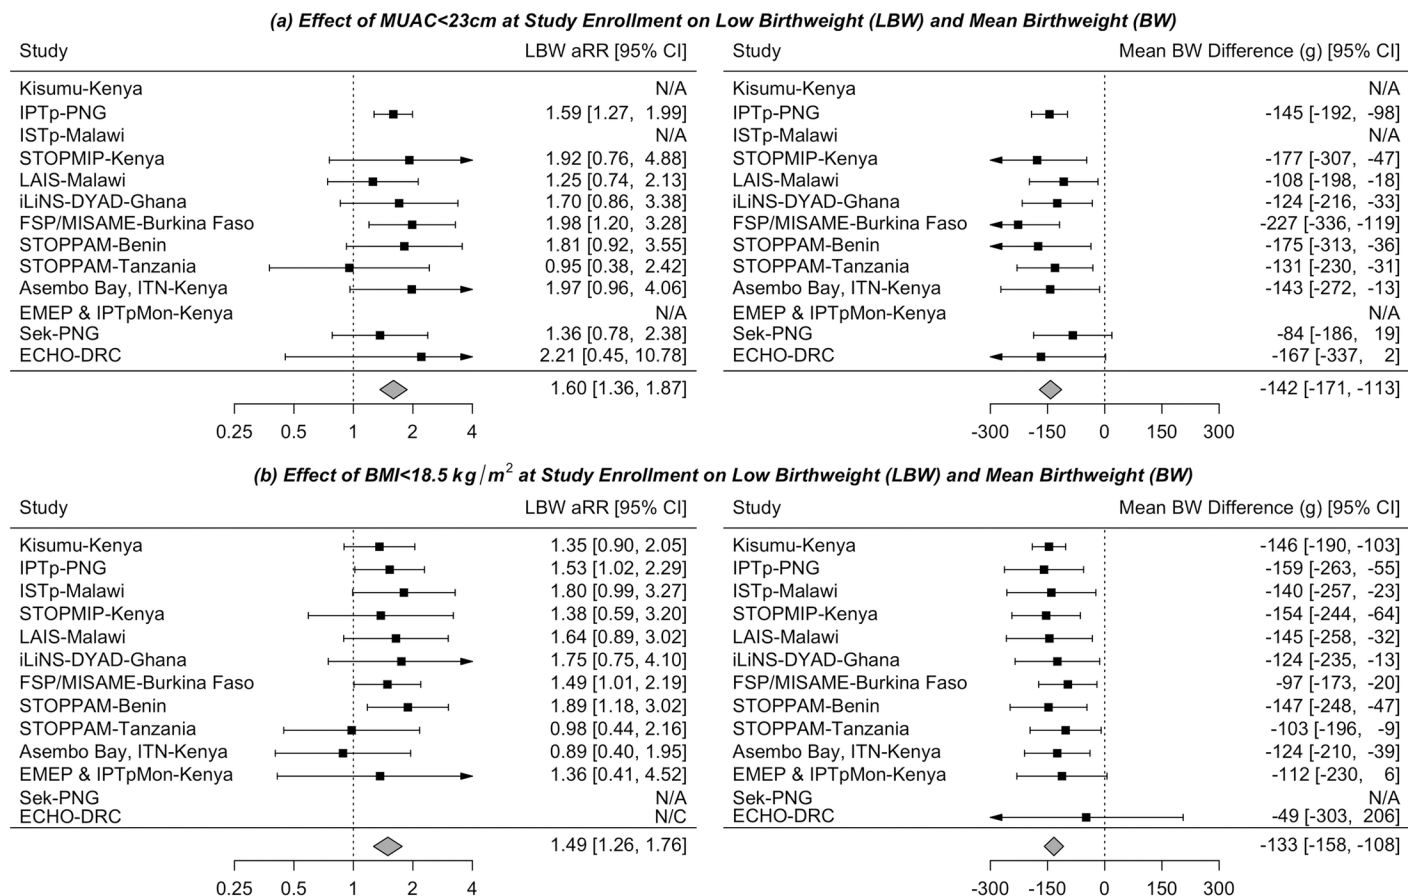 (a) Effect of MUAC<23cm at Study Enrollment on Low Birthweight (LBW) and Mean Birthweight (BW)
Study LBW aRR [95% CI] Study Mean BW Difference (g) [95% CI]
Kisumu-Kenya N/A Kisumu-Kenya N/A
IPTp-PNG 1.59 [1.27, 1.99] IPTp-PNG -145 [-192, -98]
ISTp-Malawi N/A ISTp-Malawi N/A
STOPMIP-Kenya 1.92 [0.76, 4.88] STOPMIP-Kenya -177 [-307, -47]
LAIS-Malawi 1.25 [0.74, 2.13] LAIS-Malawi -108 [-198, -18]
iLiNS-DYAD-Ghana 1.70 [0.86, 3.38] iLiNS-DYAD-Ghana -124 [-216, -33]
FSP/MISAME-Burkina Faso 1.98 [1.20, 3.28] FSP/MISAME-Burkina Faso -227 [-336, -119]
STOPPAM-Benin 1.81 [0.92, 3.55] STOPPAM-Benin -175 [-313, -36]
STOPPAM-Tanzania 0.95 [0.38, 2.42] STOPPAM-Tanzania -131 [-230, -31]
Asembo Bay, ITN-Kenya 1.97 [0.96, 4.06] Asembo Bay, ITN-Kenya -143 [-272, -13]
EMEP & IPTpMon-Kenya N/A EMEP & IPTpMon-Kenya N/A
Sek-PNG 1.36 [0.78, 2.38] Sek-PNG -84 [-186, 19]
ECHO-DRC 2.21 [0.45, 10.78] ECHO-DRC -167 [-337, 2]
1.60 [1.36, 1.87] -142 [-171, -113]
0.25 0.5 1 2 4 -300 -150 0 150 300
(b) Effect of BMI<18.5 kg/m² at Study Enrollment on Low Birthweight (LBW) and Mean Birthweight (BW)
Study LBW aRR [95% CI] Study Mean BW Difference (g) [95% CI]
Kisumu-Kenya 1.35 [0.90, 2.05] Kisumu-Kenya -146 [-190, -103]
IPTp-PNG 1.53 [1.02, 2.29] IPTp-PNG -159 [-263, -55]
ISTp-Malawi 1.80 [0.99, 3.27] ISTp-Malawi -140 [-257, -23]
STOPMIP-Kenya 1.38 [0.59, 3.20] STOPMIP-Kenya -154 [-244, -64]
LAIS-Malawi 1.64 [0.89, 3.02] LAIS-Malawi -145 [-258, -32]
iLiNS-DYAD-Ghana 1.75 [0.75, 4.10] iLiNS-DYAD-Ghana -124 [-235, -13]
FSP/MISAME-Burkina Faso 1.49 [1.01, 2.19] FSP/MISAME-Burkina Faso -97 [-173, -20]
STOPPAM-Benin 1.89 [1.18, 3.02] STOPPAM-Benin -147 [-248, -47]
STOPPAM-Tanzania 0.98 [0.44, 2.16] STOPPAM-Tanzania -103 [-196, -9]
Asembo Bay, ITN-Kenya 0.89 [0.40, 1.95] Asembo Bay, ITN-Kenya -124 [-210, -39]
EMEP & IPTpMon-Kenya 1.36 [0.41, 4.52] EMEP & IPTpMon-Kenya -112 [-230, 6]
Sek-PNG N/A Sek-PNG N/A
ECHO-DRC N/C ECHO-DRC -49 [-303, 206]
1.49 [1.26, 1.76] -133 [-158, -108]
0.25 0.5 1 2 4 -300 -150 0 150 300